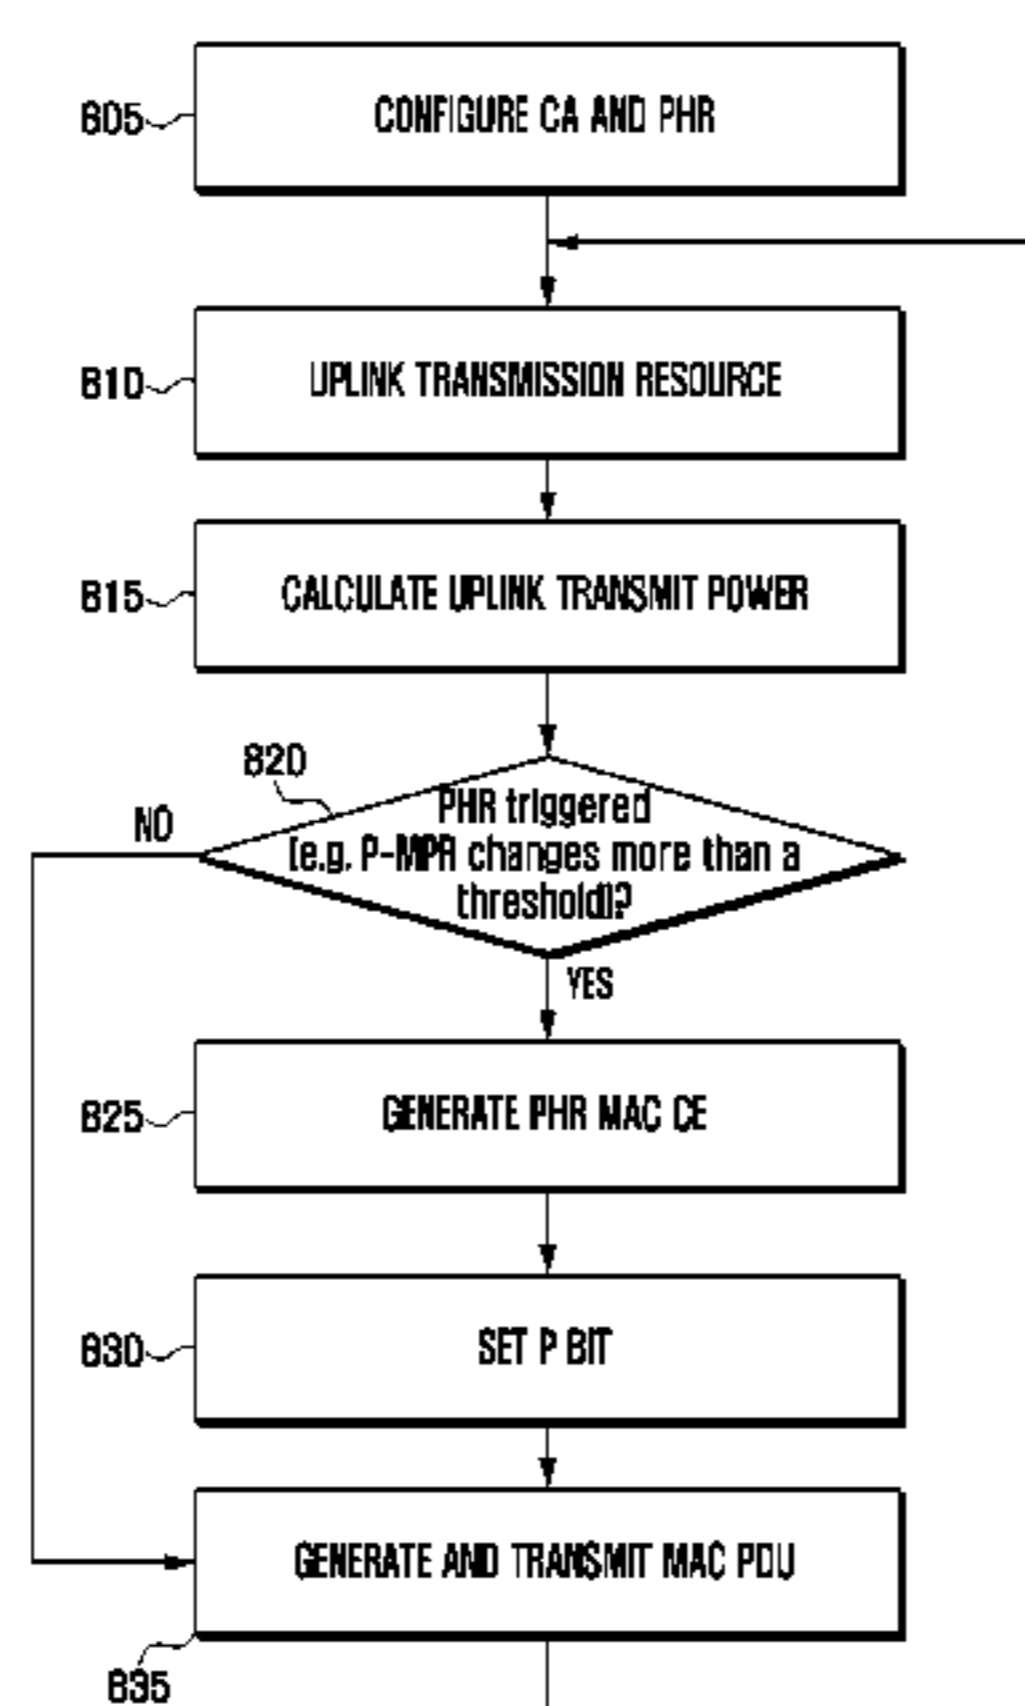 805
CONFIGURE CA AND PHR
810
UPLINK TRANSMISSION RESOURCE
815
CALCULATE UPLINK TRANSMIT POWER
820
NO
PHR triggered
(e.g. P-MPR changes more than a
threshold)?
YES
825
GENERATE PHR MAC CE
830
SET P BIT
GENERATE AND TRANSMIT MAC PDU
835